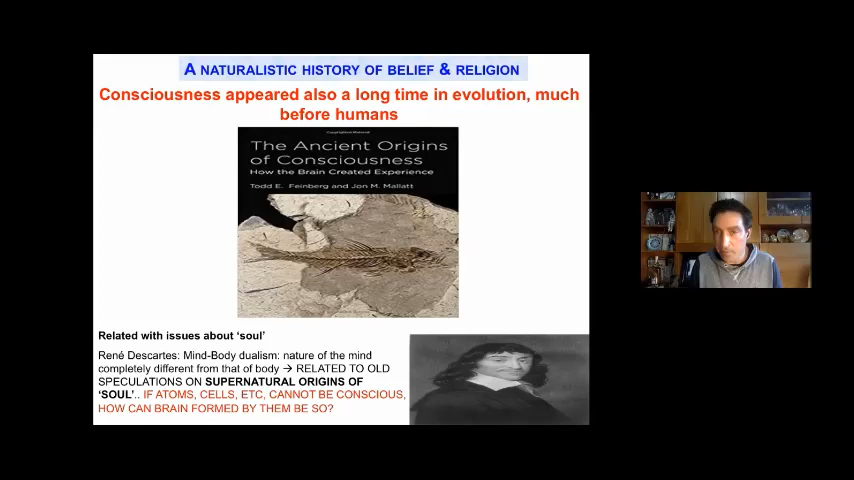 A NATURALISTIC HISTORY OF BELIEF & RELIGION
Consciousness appeared also a long time in evolution, much
before humans
The Ancient Origins
of Consciousness
How the Brain Created Experience
Todd E. Feinberg and Jon M. Mallatt
Related with issues about 'soul'
René Descartes: Mind-Body dualism: nature of the mind
completely different from that of body → RELATED TO OLD
SPECULATIONS ON SUPERNATURAL ORIGINS OF
'SOUL'.. IF ATOMS, CELLS, ETC, CANNOT BE CONSCIOUS,
HOW CAN BRAIN FORMED BY THEM BE SO?